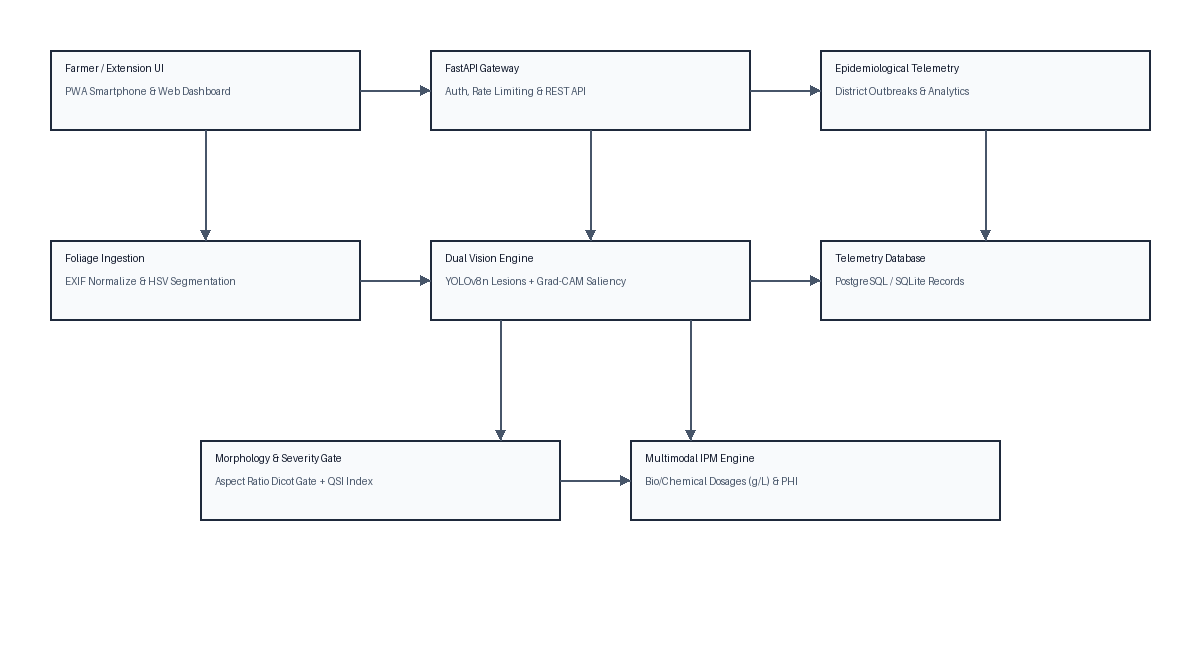 Farmer / Extension UI
PWA Smartphone & Web Dashboard
FastAPI Gateway
Auth, Rate Limiting & REST API
Epidemiological Telemetry
District Outbreaks & Analytics
Foliage Ingestion
EXIF Normalize & HSV Segmentation
Dual Vision Engine
YOLOv8n Lesions + Grad-CAM Saliency
Telemetry Database
PostgreSQL / SQLite Records
Morphology & Severity Gate
Aspect Ratio Dicot Gate + QSI Index
Multimodal IPM Engine
Bio/Chemical Dosages (g/L) & PHI